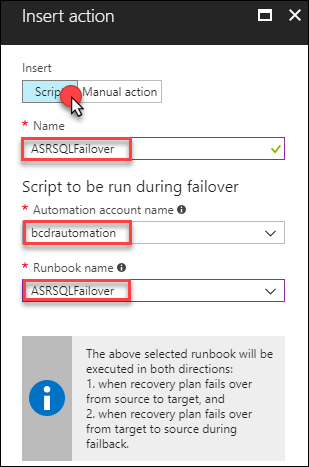 Insert action
Insert
Script Manual action
* Name
ASRSQLFailover
Script to be run during failover
* Automation account name
bcdrautomation
* Runbook name
ASRSQLFailover
The above selected runbook will be
executed in both directions:
1. when recovery plan fails over
from source to target, and
2. when recovery plan fails over
from target to source during
failback.